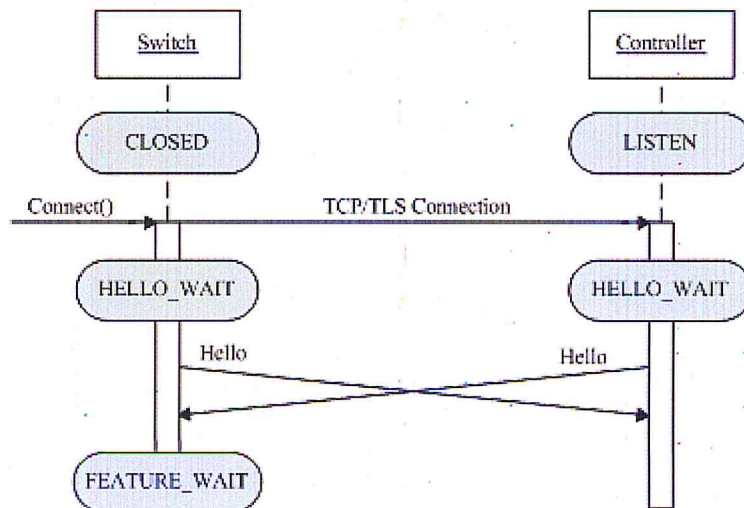 Switch
Controller
CLOSED
LISTEN
Connect()
TCP/TLS Connection
HELLO_WAIT
HELLO_WAIT
Hello
Hello
FEATURE_WAIT